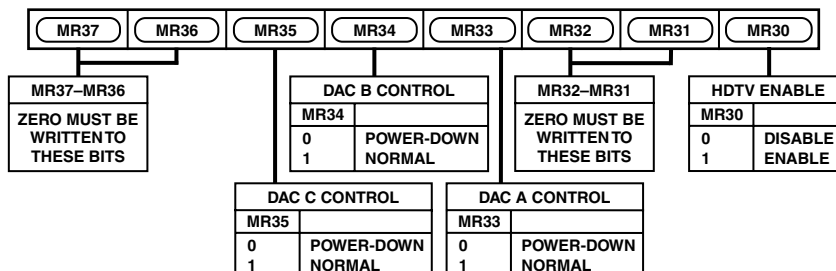 MR37 MR36 MR35 MR34 MR33 MR32 MR31 MR30
MR37–MR36
ZERO MUST BE
WRITTEN TO
THESE BITS
DAC B CONTROL
MR34
0 POWER-DOWN
1 NORMAL
MR32–MR31
ZERO MUST BE
WRITTEN TO
THESE BITS
HDTV ENABLE
MR30
0 DISABLE
1 ENABLE
DAC C CONTROL
MR35
0 POWER-DOWN
1 NORMAL
DAC A CONTROL
MR33
0 POWER-DOWN
1 NORMAL